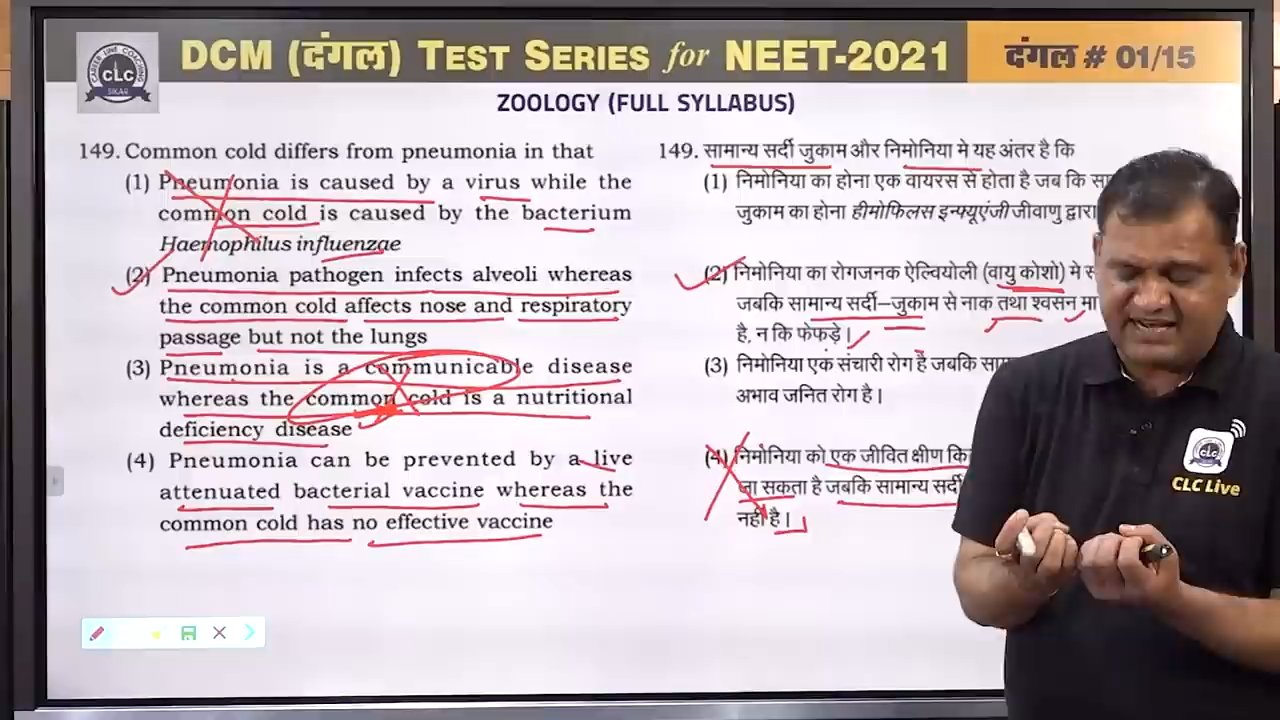 DCM (दंगल) TEST SERIES for NEET-2021
दंगल # 01/15
CLC
SIKAR
ZOOLOGY (FULL SYLLABUS)
149. Common cold differs from pneumonia in that
(1) Pneumonia is caused by a virus while the
common cold is caused by the bacterium
Haemophilus influenzae
(2) Pneumonia pathogen infects alveoli whereas
the common cold affects nose and respiratory
passage but not the lungs
(3) Pneumonia is a communicable disease
whereas the common cold is a nutritional
deficiency disease
(4) Pneumonia can be prevented by a live
attenuated bacterial vaccine whereas the
common cold has no effective vaccine
149. सामान्य सर्दी जुकाम और निमोनिया मे यह अंतर है कि
(1) निमोनिया का होना एक वायरस से होता है जब कि
जुकाम का होना हीमोफिलस इन्फ्यूएंजी जीवाणु द्वारा
(2) निमोनिया का रोगजनक ऐल्वियोली (वायु कोशो) मे
जबकि सामान्य सर्दी–जुकाम से नाक तथा श्वसन
है, न कि फेफड़े।
(3) निमोनिया एक संचारी रोग है जबकि
अभाव जनित रोग है।
(4) निमोनिया को एक जीवित क्षीण
जा सकता है जबकि सामान्य सर्दी
नही है।
CLC
CLC Live